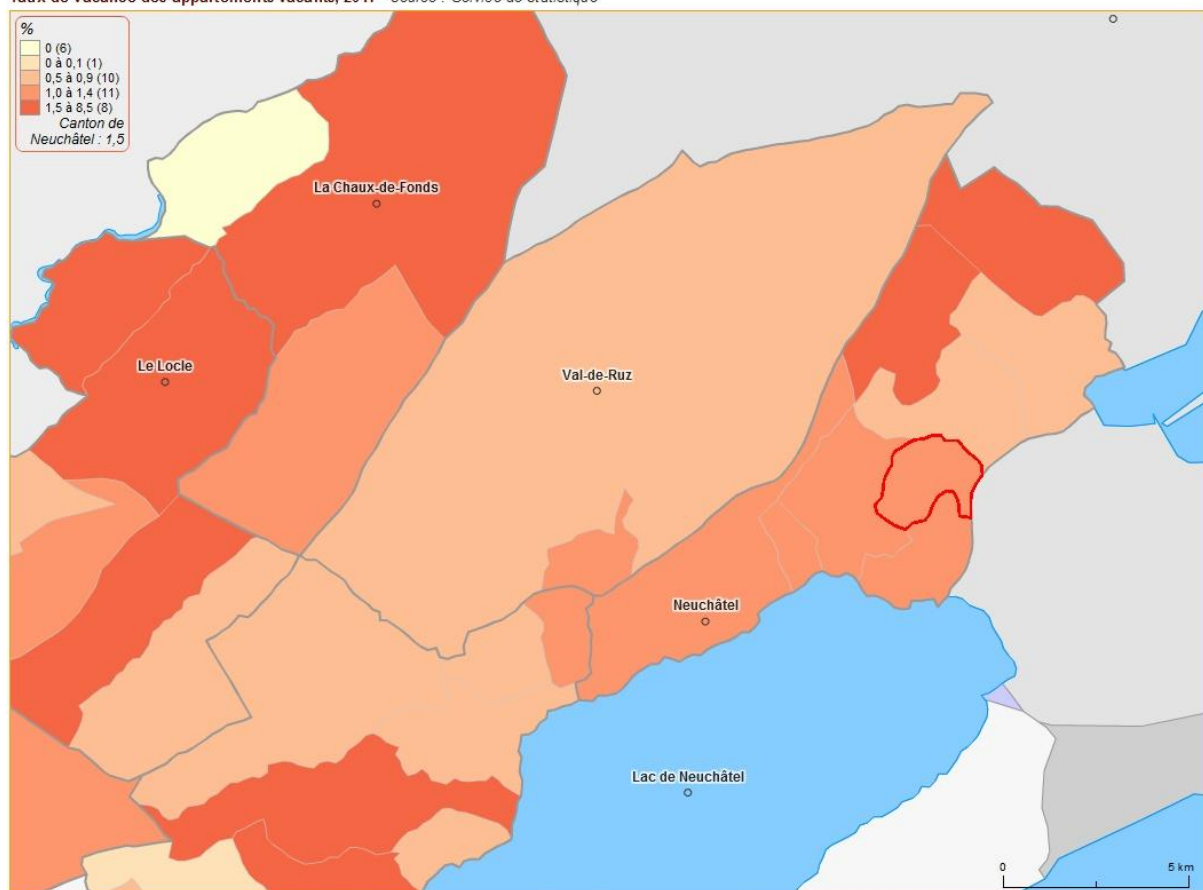 %
0 (6)
0 à 0,1 (1)
0,5 à 0,9 (10)
1,0 à 1,4 (11)
1,5 à 8,5 (8)
Canton de
Neuchâtel : 1,5
La Chaux-de-Fonds
Le Locle
Val-de-Ruz
Neuchâtel
Lac de Neuchâtel
0 5 km